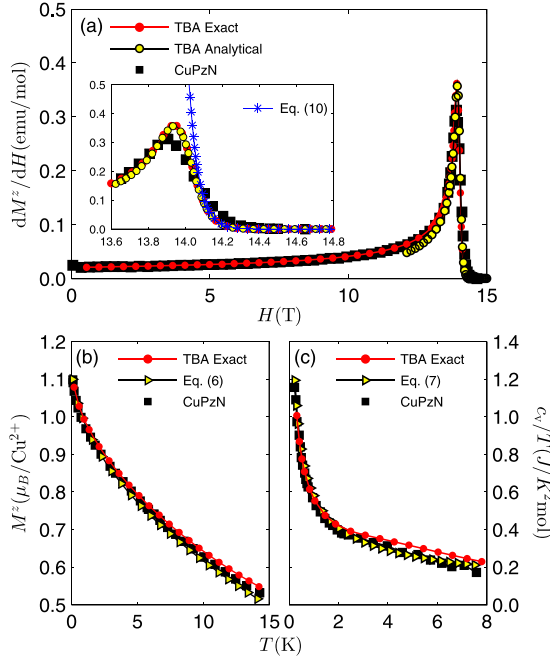 (a)
TBA Exact
TBA Analytical
CuPzN
dM^z/dH(emu/mol)
0.5
0.4
0.3
0.2
0.1
0.0
0.5
0.4
0.3
0.2
0.1
0.0
Eq. (10)
13.6 13.8 14.0 14.2 14.4 14.6 14.8
0 5 10 15
H(T)
(b)
TBA Exact
Eq. (6)
CuPzN
M^z(μ_B/Cu^{2+})
1.2
1.1
1.0
0.9
0.8
0.7
0.6
0.5
0 5 10 15
(c)
TBA Exact
Eq. (7)
CuPzN
1.4
1.2
1.0
0.8
0.6
0.4
0.2
0.0
c_v/T(J/K^2mol)
0 2 4 6 8
T(K)